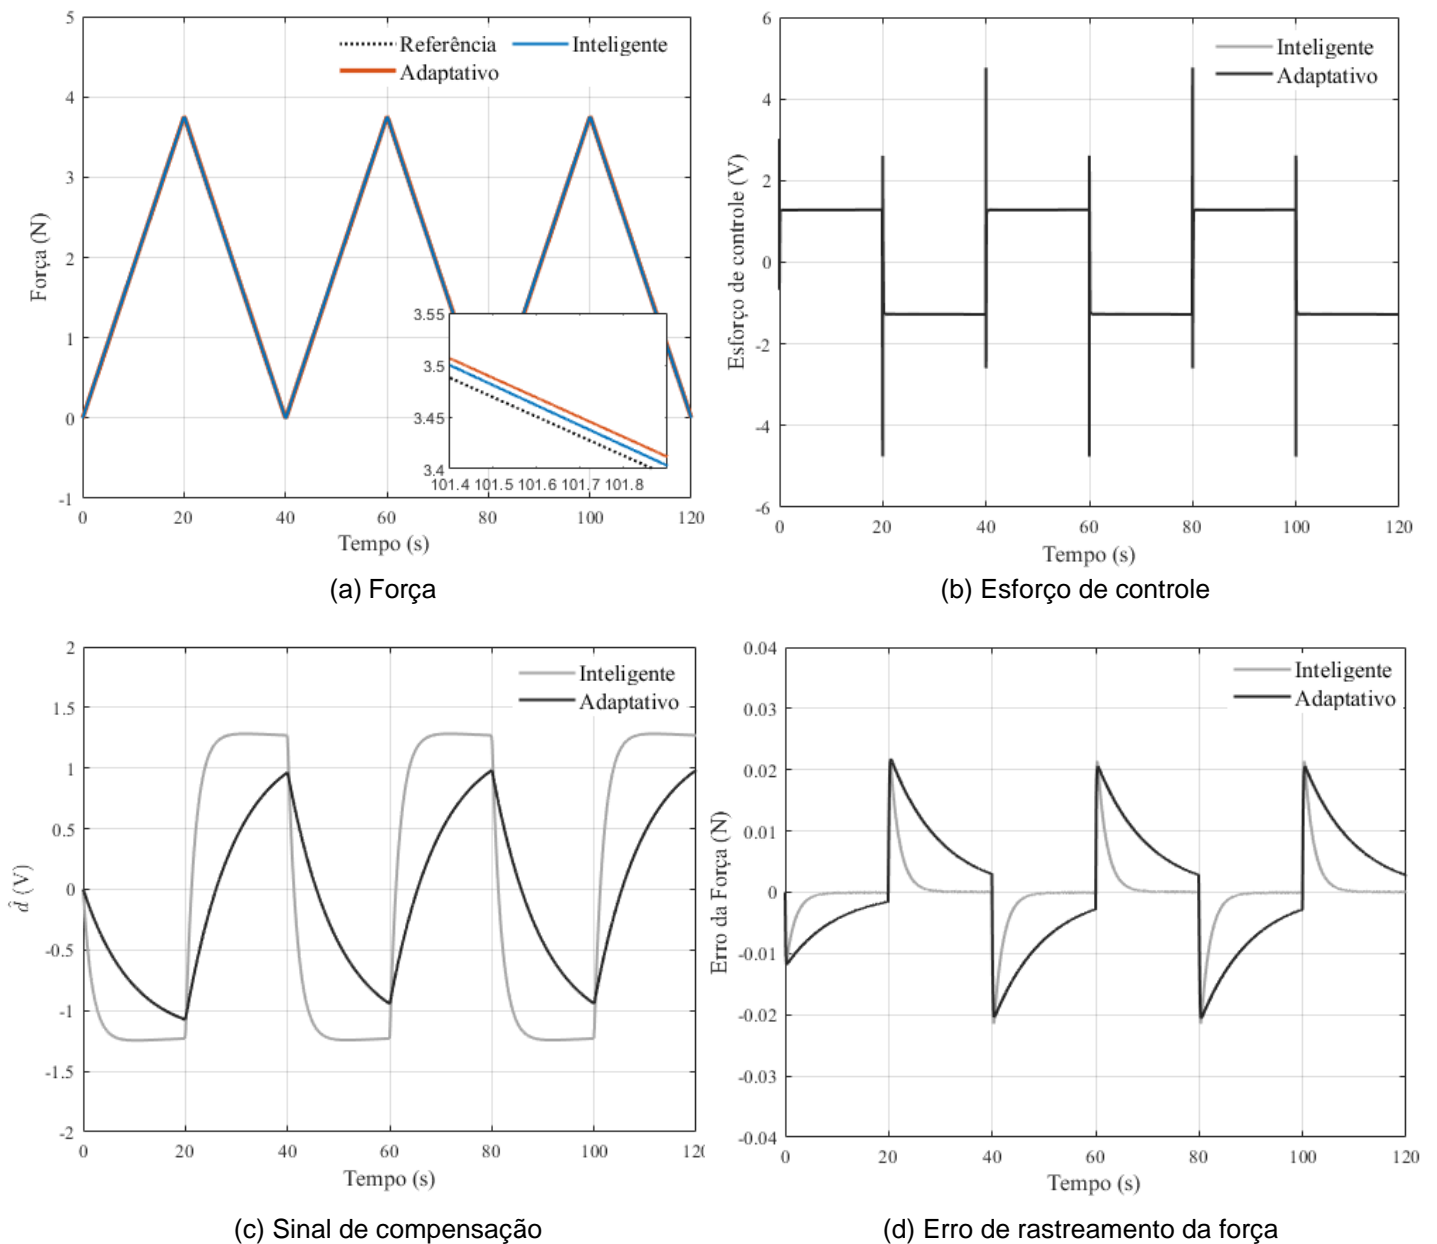 5
4
3
2
1
0
-1
Força (N)
Referência
Inteligente
Adaptativo
3.55
3.5
3.45
3.4
101.4 101.5 101.6 101.7 101.8
0 20 40 60 80 100 120
Tempo (s)
(a) Força
6
4
2
0
-2
-4
-6
Esforço de controle (V)
Inteligente
Adaptativo
0 20 40 60 80 100 120
Tempo (s)
(b) Esforço de controle
2
1.5
1
0.5
0
-0.5
-1
-1.5
-2
d̂ (V)
Inteligente
Adaptativo
0 20 40 60 80 100 120
Tempo (s)
(c) Sinal de compensação
0.04
0.03
0.02
0.01
0
-0.01
-0.02
-0.03
-0.04
Erro da Força (N)
Inteligente
Adaptativo
0 20 40 60 80 100 120
Tempo (s)
(d) Erro de rastreamento da força